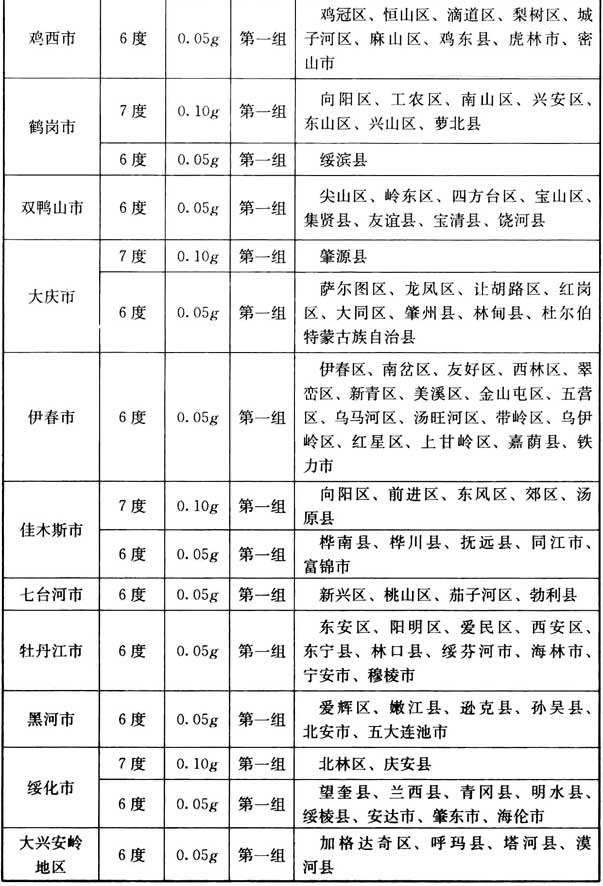 鸡西市 6度 0.05g 第一组 鸡冠区、恒山区、滴道区、梨树区、城
子河区、麻山区、鸡东县、虎林市、密
山市
鹤岗市 7度 0.10g 第一组 向阳区、工农区、南山区、兴安区、
东山区、兴山区、萝北县
6度 0.05g 第一组 绥滨县
双鸭山市 6度 0.05g 第一组 尖山区、岭东区、四方台区、宝山区、
集贤县、友谊县、宝清县、饶河县
大庆市 7度 0.10g 第一组 肇源县
6度 0.05g 第一组 萨尔图区、龙凤区、让胡路区、红岗
区、大同区、肇州县、林甸县、杜尔伯
特蒙古族自治县
伊春市 6度 0.05g 第一组 伊春区、南岔区、友好区、西林区、翠
峦区、新青区、美溪区、金山屯区、五营
区、乌马河区、汤旺河区、带岭区、乌伊
岭区、红星区、上甘岭区、嘉荫县、铁
力市
佳木斯市 7度 0.10g 第一组 向阳区、前进区、东风区、郊区、汤
原县
6度 0.05g 第一组 桦南县、桦川县、抚远县、同江市、
富锦市
七台河市 6度 0.05g 第一组 新兴区、桃山区、茄子河区、勃利县
牡丹江市 6度 0.05g 第一组 东安区、阳明区、爱民区、西安区、
东宁县、林口县、绥芬河市、海林市、
宁安市、穆棱市
黑河市 6度 0.05g 第一组 爱辉区、嫩江县、逊克县、孙吴县、
北安市、五大连池市
绥化市 7度 0.10g 第一组 北林区、庆安县
6度 0.05g 第一组 望奎县、兰西县、青冈县、明水县、
绥棱县、安达市、肇东市、海伦市
大兴安岭
地区 6度 0.05g 第一组 加格达奇区、呼玛县、塔河县、漠
河县